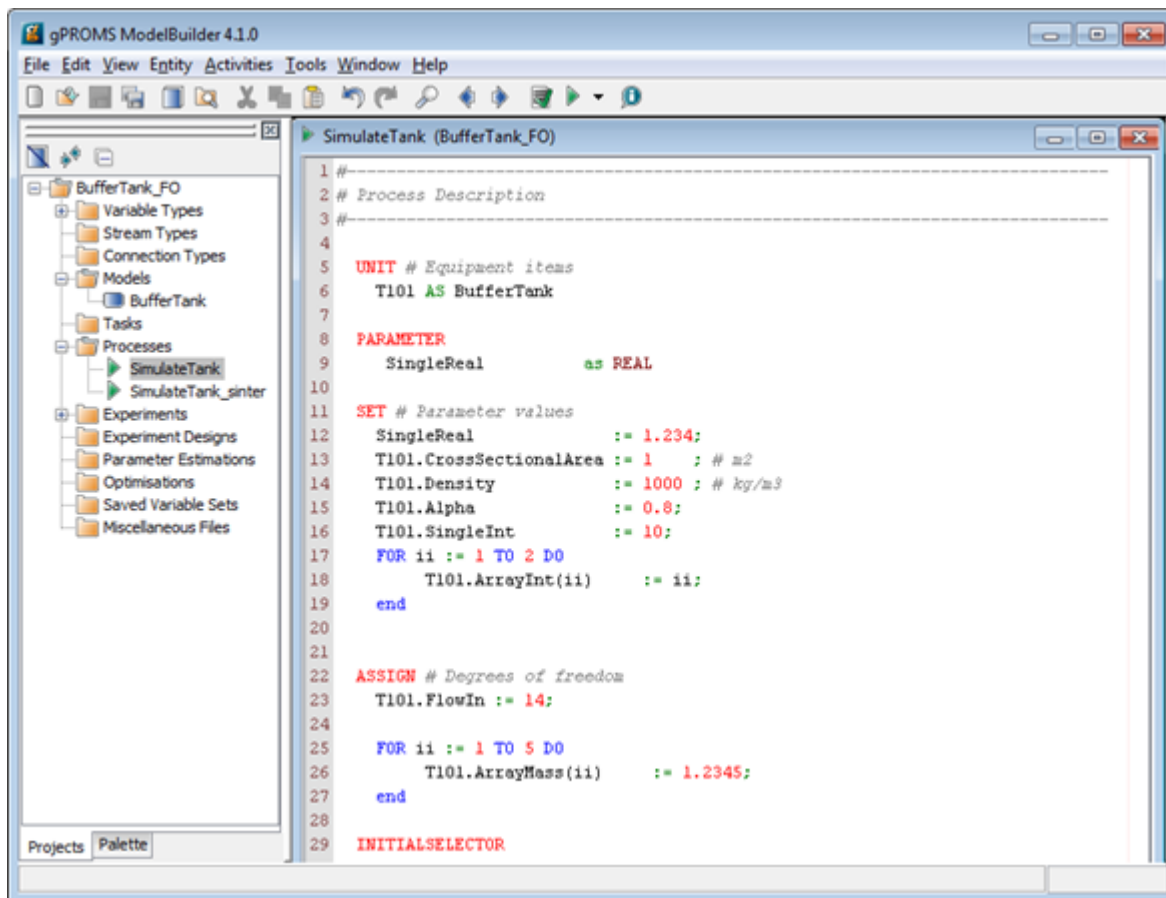 gPROMS ModelBuilder 4.1.0
File Edit View Entity Activities Tools Window Help
BufferTank_FO
Variable Types
Stream Types
Connection Types
Models
BufferTank
Tasks
Processes
SimulateTank
SimulateTank_sinter
Experiments
Experiment Designs
Parameter Estimations
Optimisations
Saved Variable Sets
Miscellaneous Files
Projects Palette
SimulateTank (BufferTank_FO)
1 #------------------------------------------------------------------------------
2 # Process Description
3 #------------------------------------------------------------------------------
4
5 UNIT # Equipment items
6 T101 AS BufferTank
7
8 PARAMETER
9 SingleReal as REAL
10
11 SET # Parameter values
12 SingleReal := 1.234;
13 T101.CrossSectionalArea := 1 ; # m2
14 T101.Density := 1000 ; # kg/m3
15 T101.Alpha := 0.8;
16 T101.SingleInt := 10;
17 FOR ii := 1 TO 2 DO
18 T101.ArrayInt(ii) := ii;
19 end
20
21
22 ASSIGN # Degrees of freedom
23 T101.FlowIn := 14;
24
25 FOR ii := 1 TO 5 DO
26 T101.ArrayMass(ii) := 1.2345;
27 end
28
29 INITIALSELECTOR